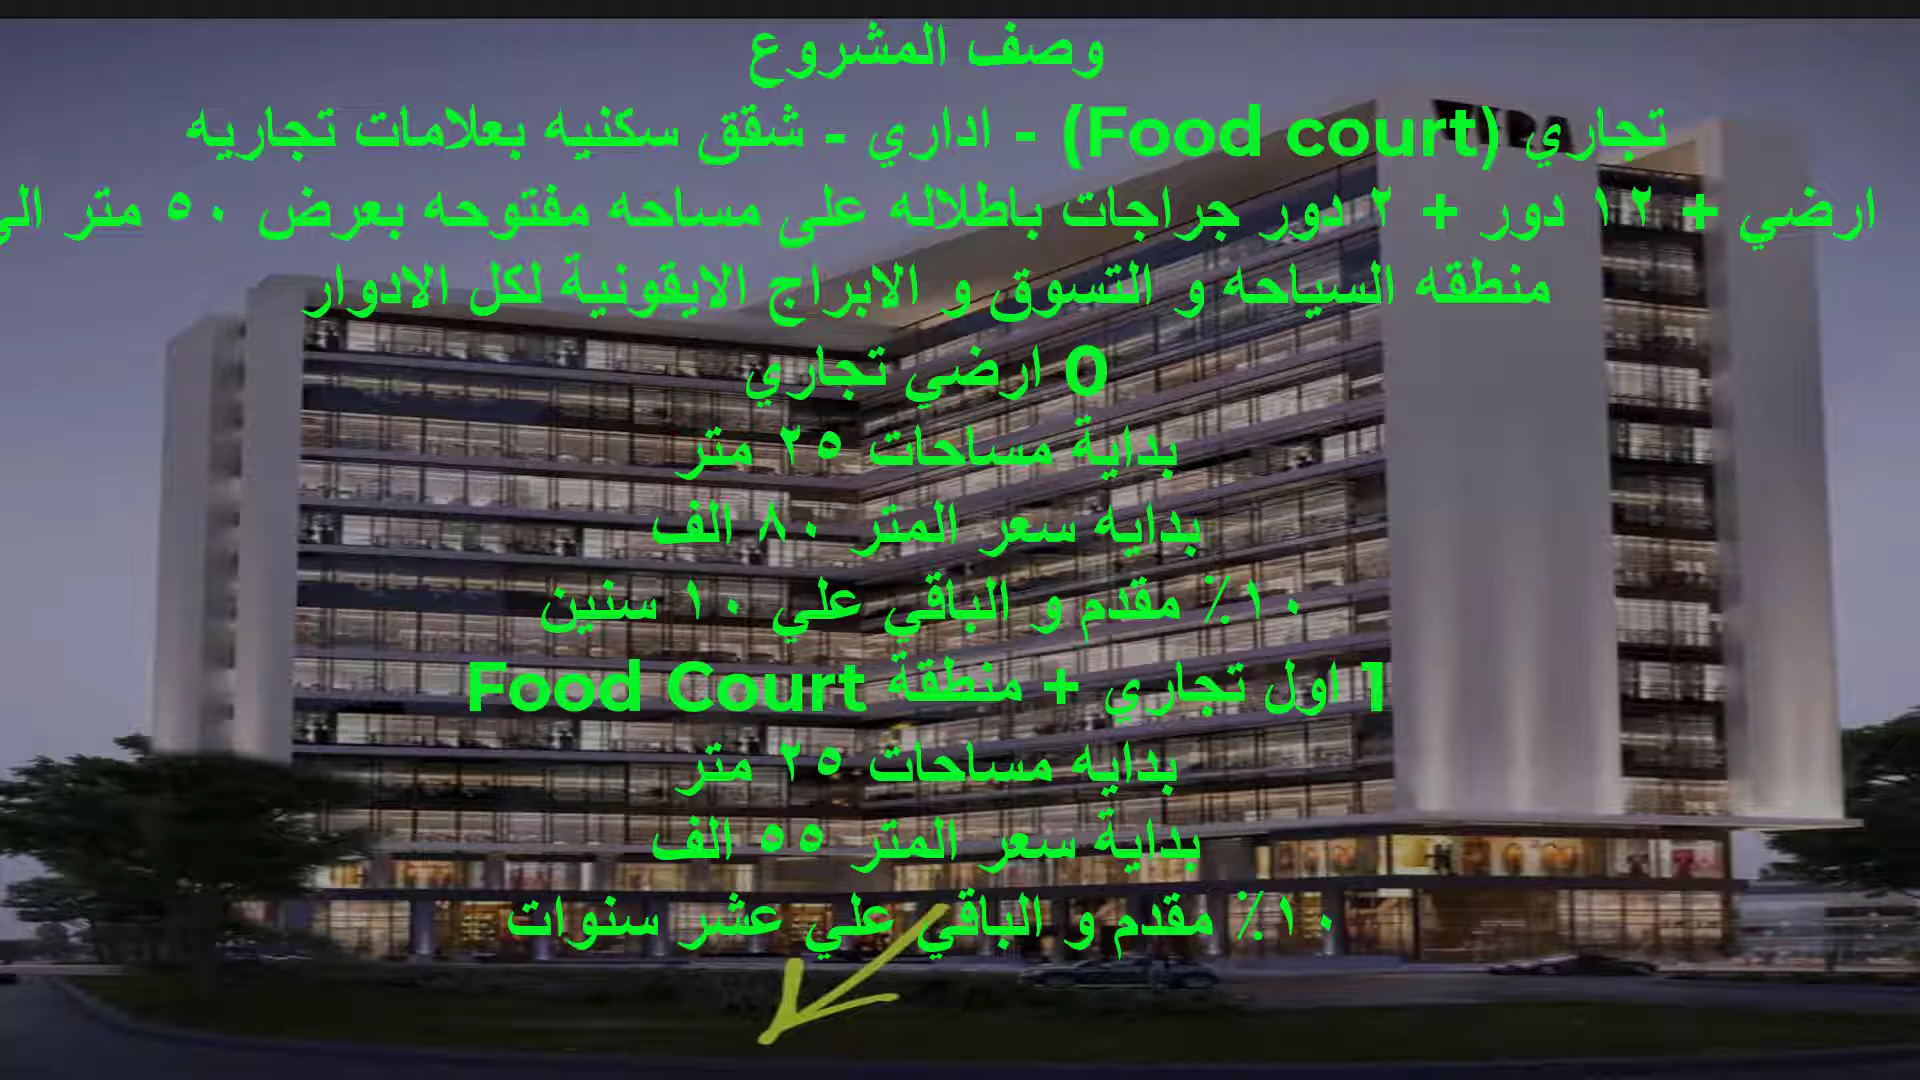 وصف المشروع
تجاري (Food court) - اداري - شقق سكنيه بعلامات تجاريه
ارضي + ١٢ دور + ٢ دور جراجات باطلاله على مساحه مفتوحه بعرض ٥٠ متر الي
منطقه السياحه و التسوق و الابراج الايقونية لكل الادوار
0 ارضي تجاري
بداية مساحات ٢٥ متر
بدايه سعر المتر ٨٠ الف
١٠٪ مقدم و الباقي علي ١٠ سنين
1 اول تجاري + منطقة Food Court
بدايه مساحات ٢٥ متر
بداية سعر المتر ٥٥ الف
١٠٪ مقدم و الباقي علي عشر سنوات